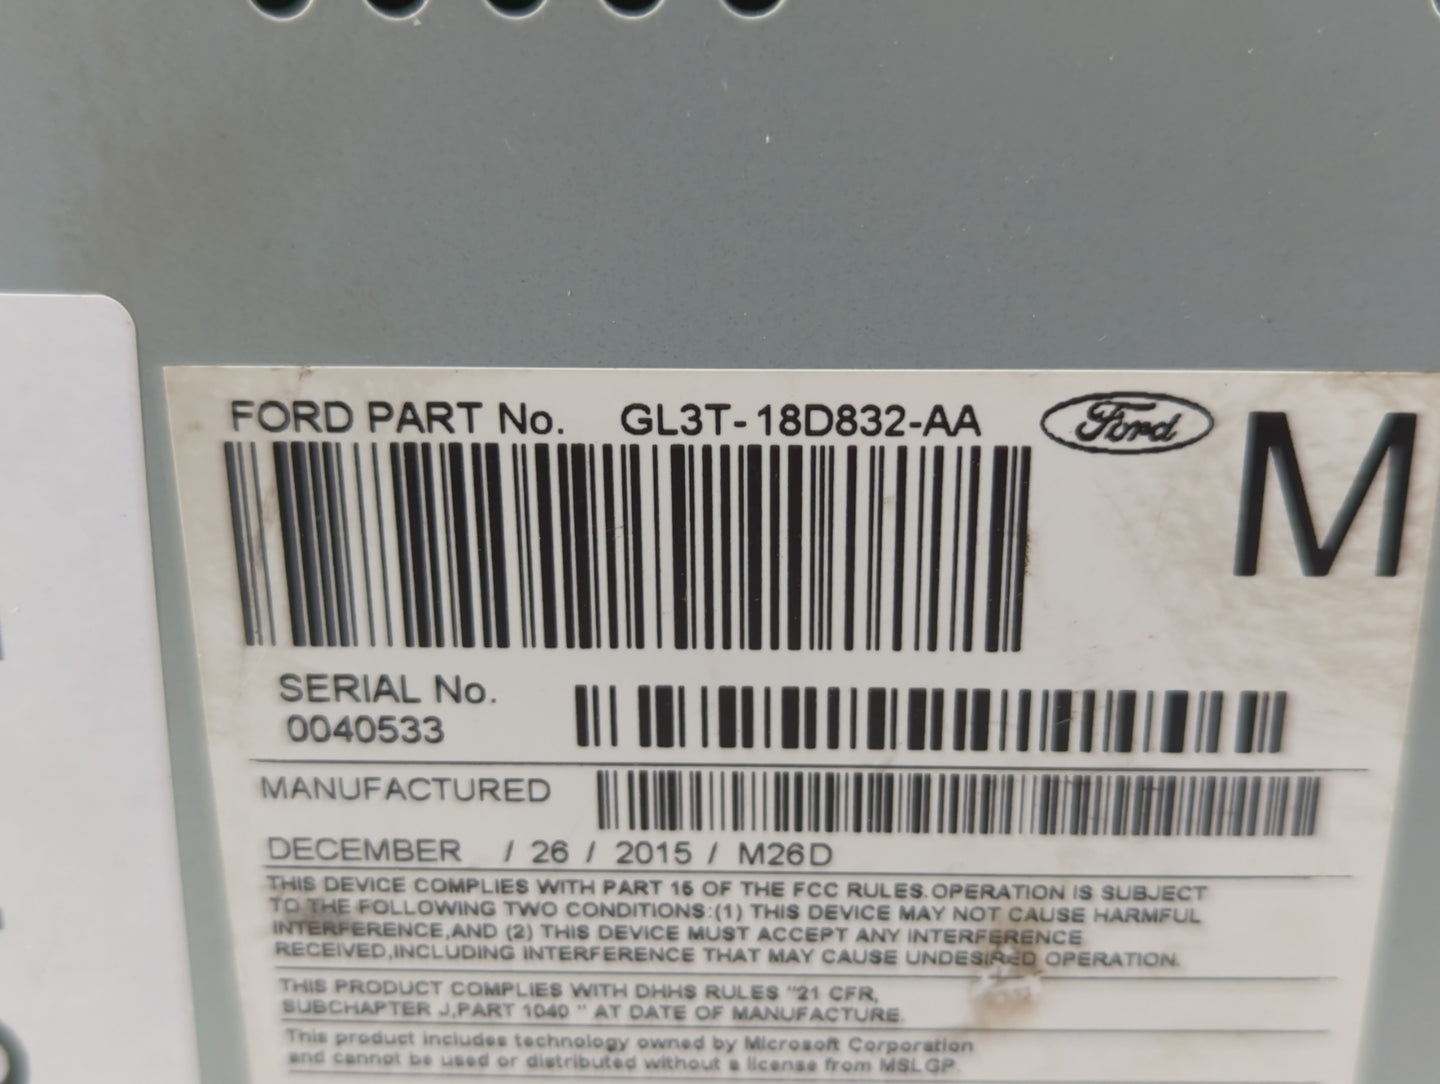 FORD PART No. GL3T-18D832-AA Ford
M
SERIAL No.
0040533
MANUFACTURED
DECEMBER / 26 / 2015 / M26D
THIS DEVICE COMPLIES WITH PART 15 OF THE FCC RULES.OPERATION IS SUBJECT
TO THE FOLLOWING TWO CONDITIONS:(1) THIS DEVICE MAY NOT CAUSE HARMFUL
INTERFERENCE,AND (2) THIS DEVICE MUST ACCEPT ANY INTERFERENCE
RECEIVED,INCLUDING INTERFERENCE THAT MAY CAUSE UNDESIRED OPERATION.
THIS PRODUCT COMPLIES WITH DHHS RULES "21 CFR,
SUBCHAPTER J,PART 1040 " AT DATE OF MANUFACTURE.
This product includes technology owned by Microsoft Corporation
and cannot be used or distributed without a license from MSLGP.